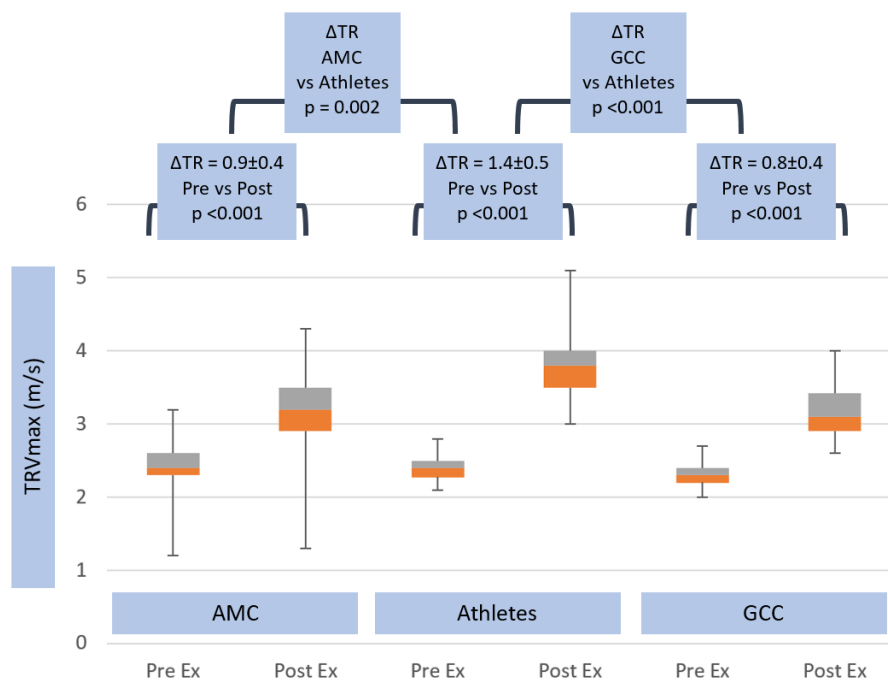 ΔTR
AMC
vs Athletes
p = 0.002
ΔTR
GCC
vs Athletes
p <0.001
ΔTR = 0.9±0.4
Pre vs Post
p <0.001
ΔTR = 1.4±0.5
Pre vs Post
p <0.001
ΔTR = 0.8±0.4
Pre vs Post
p <0.001
TRVmax (m/s)
6
5
4
3
2
1
0
AMC
Athletes
GCC
Pre Ex
Post Ex
Pre Ex
Post Ex
Pre Ex
Post Ex